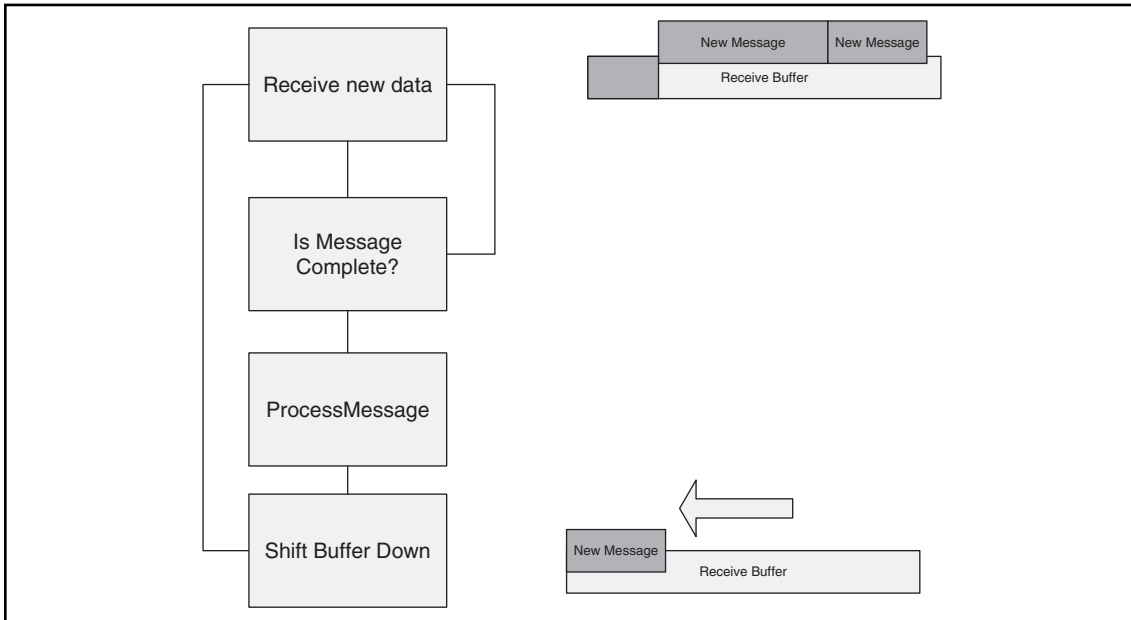 Receive new data
Is Message
Complete?
ProcessMessage
Shift Buffer Down
New Message
New Message
Receive Buffer
New Message
Receive Buffer